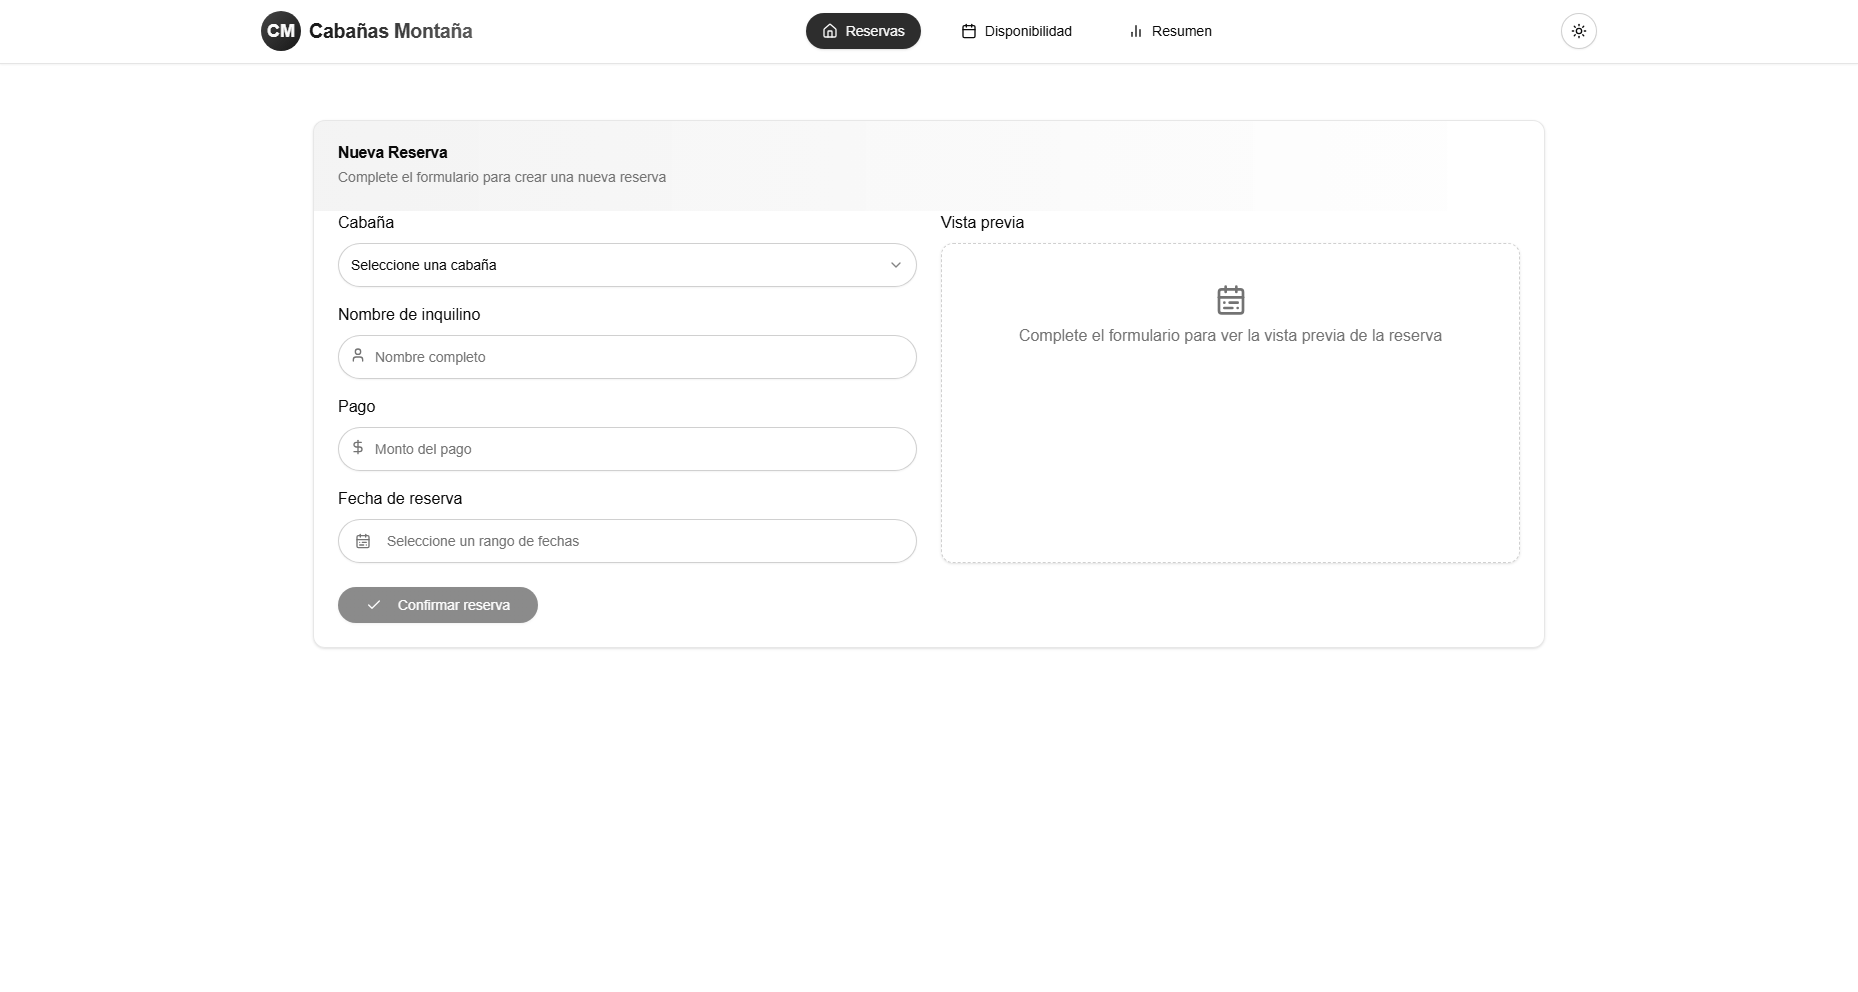 CM Cabañas Montaña
Reservas
Disponibilidad
Resumen
Nueva Reserva
Complete el formulario para crear una nueva reserva
Cabaña
Seleccione una cabaña
Nombre de inquilino
Nombre completo
Pago
$ Monto del pago
Fecha de reserva
Seleccione un rango de fechas
Confirmar reserva
Vista previa
Complete el formulario para ver la vista previa de la reserva